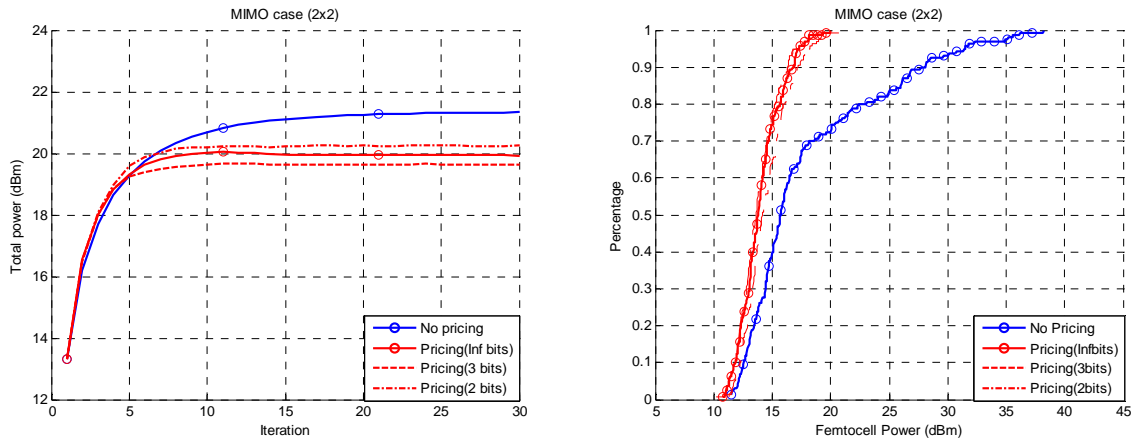 MIMO case (2x2)
24
22
20
18
16
14
12
Total power (dBm)
0
5
10
15
20
25
30
Iteration
No pricing
Pricing(Inf bits)
Pricing(3 bits)
Pricing(2 bits)
MIMO case (2x2)
1
0.9
0.8
0.7
0.6
0.5
0.4
0.3
0.2
0.1
0
Percentage
5
10
15
20
25
30
35
40
45
Femtocell Power (dBm)
No Pricing
Pricing(Infbits)
Pricing(3bits)
Pricing(2bits)